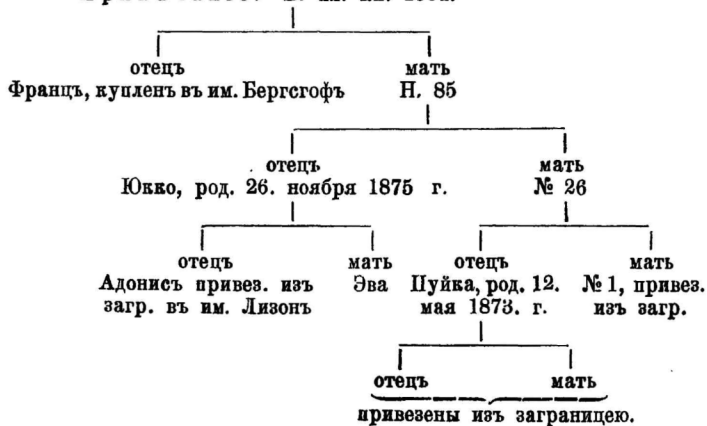 отецъ мать
Францъ, купленъ въ им. Бергсгофъ Н. 85
отецъ мать
Юкко, род. 26. ноября 1875 г. № 26
отецъ мать отецъ мать
Адонисъ привез. изъ Эва Пуйка, род. 12. № 1, привез.
загр. въ им. Лизонъ мая 1873. г. изъ загр.
отецъ мать
привезены изъ заграницею.